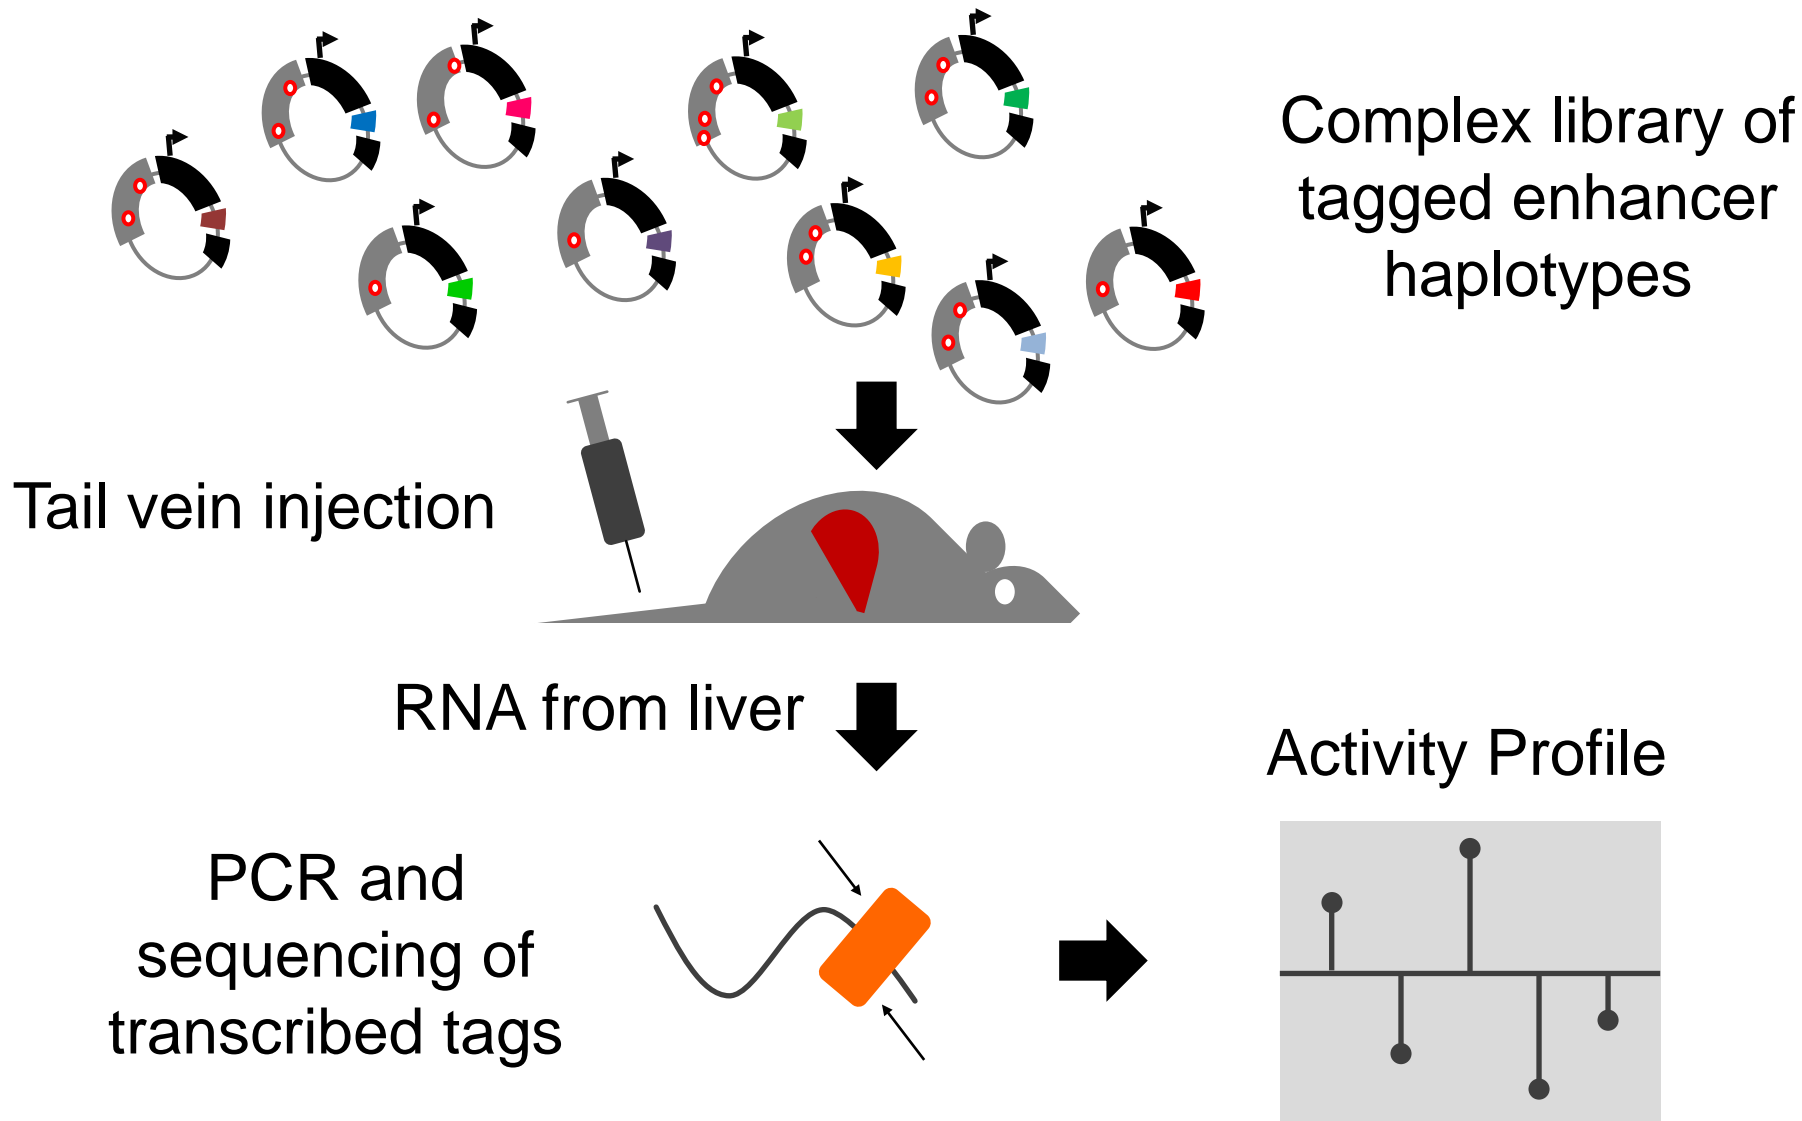 Complex library of
tagged enhancer
haplotypes
Tail vein injection
RNA from liver
Activity Profile
PCR and
sequencing of
transcribed tags